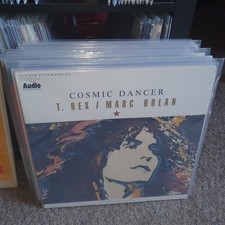 Audio
COSMIC DANCER
T. REX / MARC BOLAN